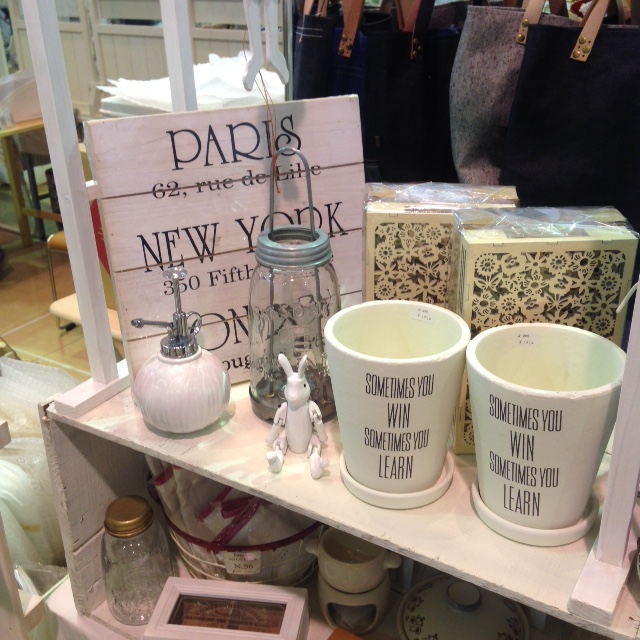 PARIS
62, rue de Lille
NEW YORK
350 Fifth
SOMETIMES YOU
WIN
SOMETIMES YOU
LEARN
SOMETIMES YOU
WIN
SOMETIMES YOU
LEARN